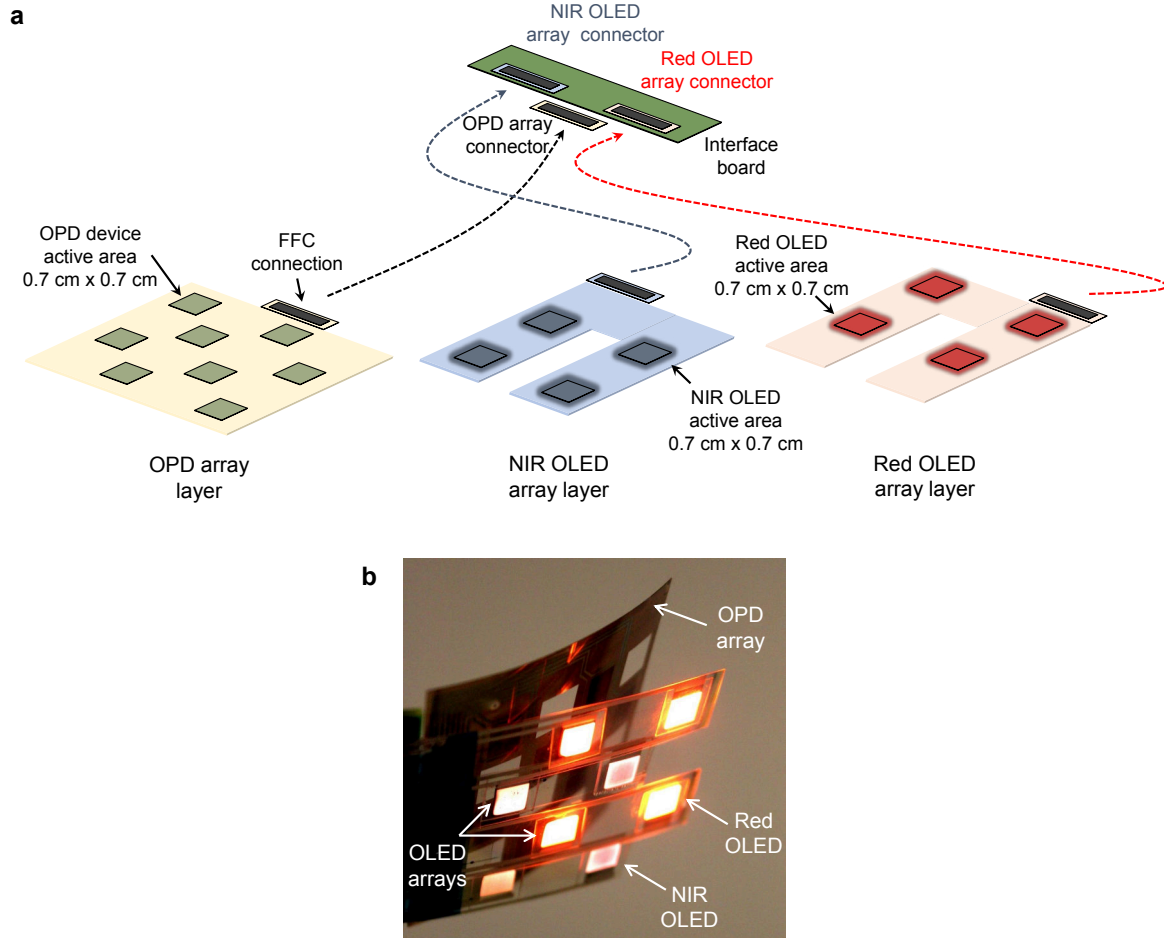 a
NIR OLED
array connector
Red OLED
array connector
OPD array
connector
Interface
board
OPD device
active area
0.7 cm x 0.7 cm
FFC
connection
Red OLED
active area
0.7 cm x 0.7 cm
NIR OLED
active area
0.7 cm x 0.7 cm
OPD array
layer
NIR OLED
array layer
Red OLED
array layer
b
OPD
array
OLED
arrays
Red
OLED
NIR
OLED